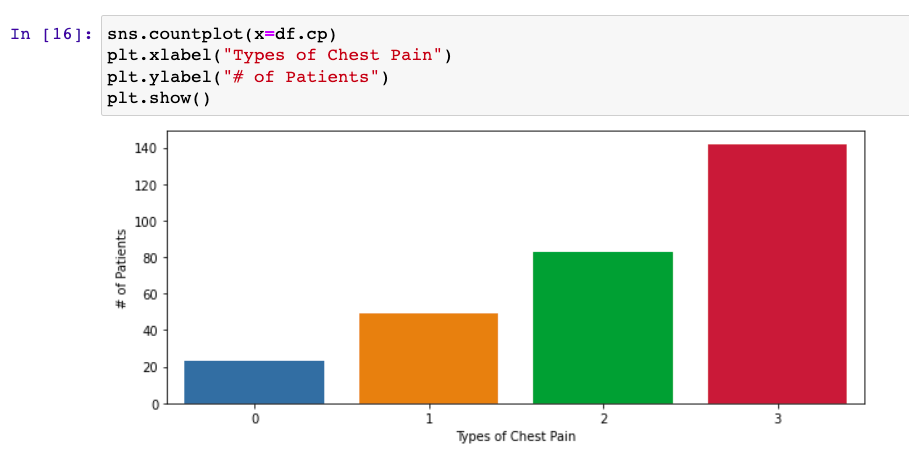 In [16]: sns.countplot(x=df.cp)
plt.xlabel("Types of Chest Pain")
plt.ylabel("# of Patients")
plt.show()
140
120
100
80
60
40
20
0
# of Patients
0 1 2 3
Types of Chest Pain